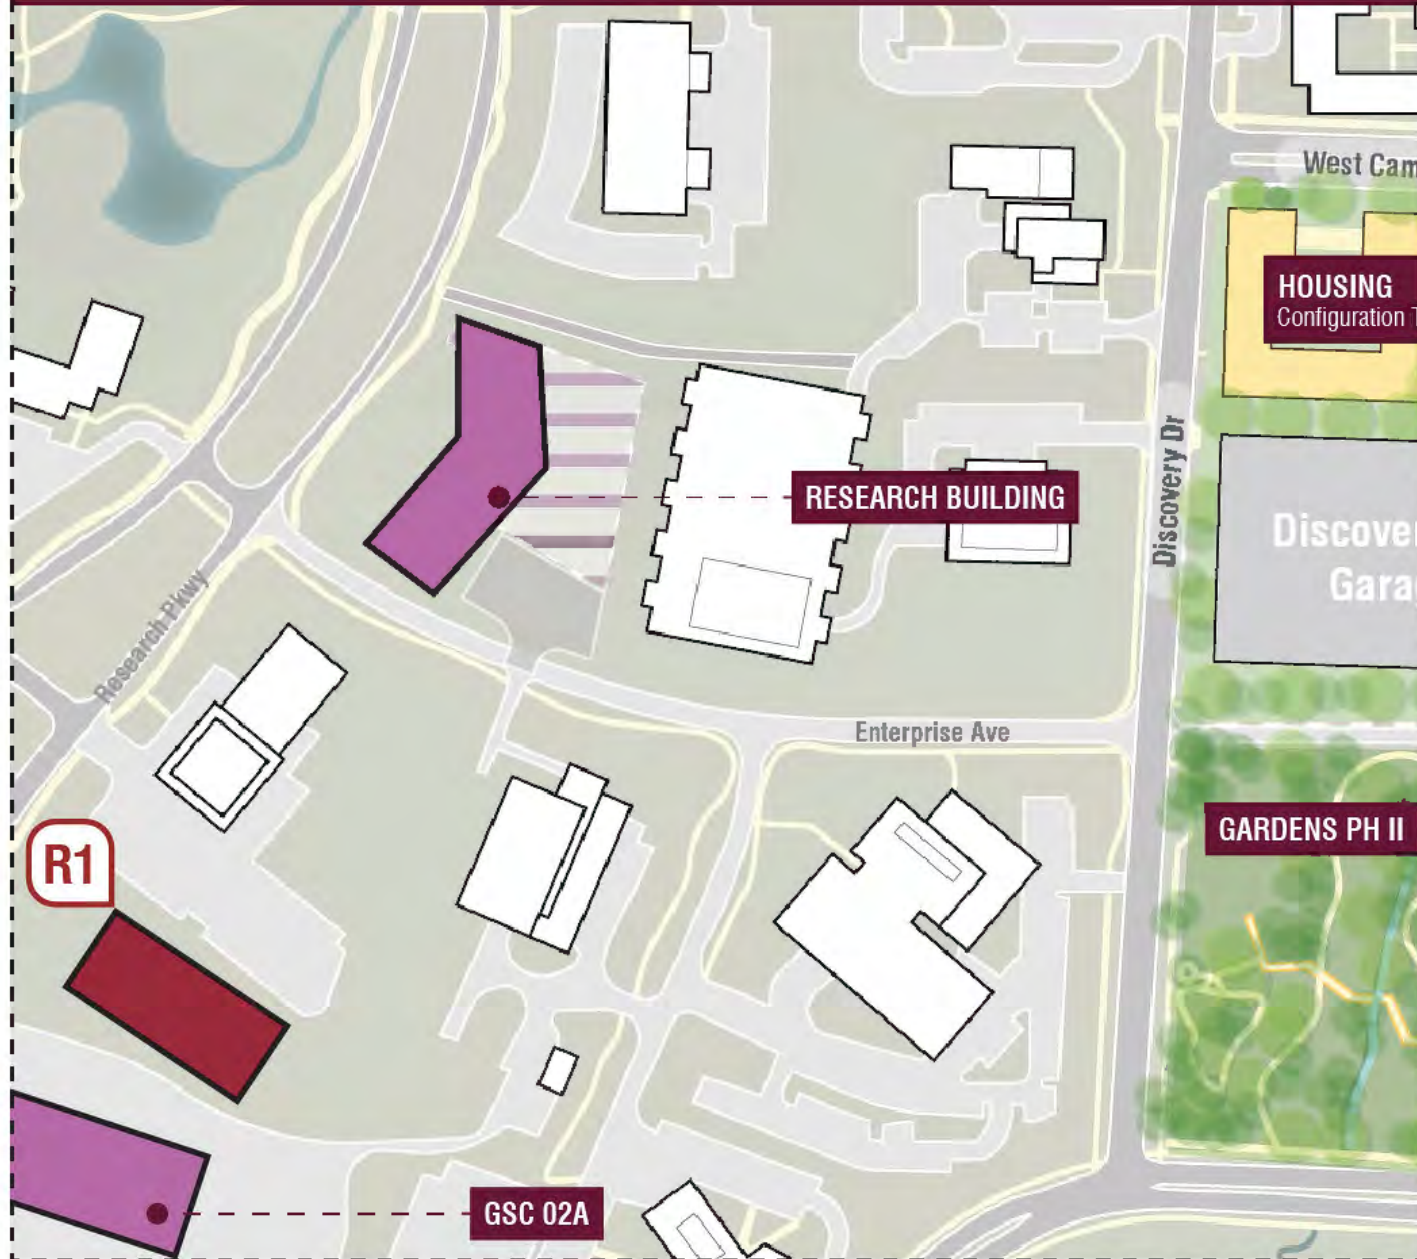 West Cam
HOUSING
Configuration T
RESEARCH BUILDING
Discovery Dr
Discove
Gara
Research Pkwy
Enterprise Ave
GARDENS PH II
R1
GSC 02A